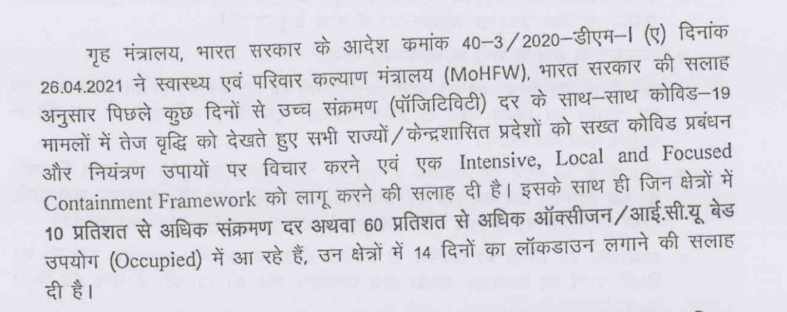 गृह मंत्रालय, भारत सरकार के आदेश कमांक 40-3/2020-डीएम-I (ए) दिनांक
26.04.2021 ने स्वास्थ्य एवं परिवार कल्याण मंत्रालय (MoHFW), भारत सरकार की सलाह
अनुसार पिछले कुछ दिनों से उच्च संक्रमण (पॉजिटिविटी) दर के साथ-साथ कोविड-19
मामलों में तेज वृद्धि को देखते हुए सभी राज्यों/केन्द्रशासित प्रदेशों को सख्त कोविड प्रबंधन
और नियंत्रण उपायों पर विचार करने एवं एक Intensive, Local and Focused
Containment Framework को लागू करने की सलाह दी है। इसके साथ ही जिन क्षेत्रों में
10 प्रतिशत से अधिक संक्रमण दर अथवा 60 प्रतिशत से अधिक ऑक्सीजन/आई.सी.यू बेड
उपयोग (Occupied) में आ रहे हैं, उन क्षेत्रों में 14 दिनों का लॉकडाउन लगाने की सलाह
दी है।